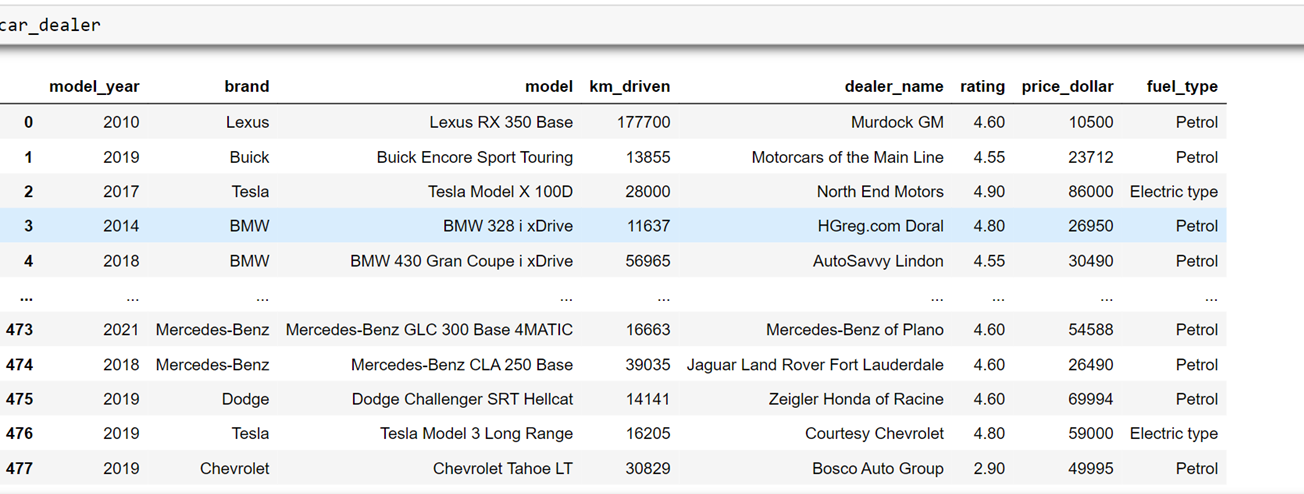 car_dealer
model_year brand model km_driven dealer_name rating price_dollar fuel_type
0 2010 Lexus Lexus RX 350 Base 177700 Murdock GM 4.60 10500 Petrol
1 2019 Buick Buick Encore Sport Touring 13855 Motorcars of the Main Line 4.55 23712 Petrol
2 2017 Tesla Tesla Model X 100D 28000 North End Motors 4.90 86000 Electric type
3 2014 BMW BMW 328 i xDrive 11637 HGreg.com Doral 4.80 26950 Petrol
4 2018 BMW BMW 430 Gran Coupe i xDrive 56965 AutoSavvy Lindon 4.55 30490 Petrol
... ... ... ... ... ... ... ... ...
473 2021 Mercedes-Benz Mercedes-Benz GLC 300 Base 4MATIC 16663 Mercedes-Benz of Plano 4.60 54588 Petrol
474 2018 Mercedes-Benz Mercedes-Benz CLA 250 Base 39035 Jaguar Land Rover Fort Lauderdale 4.60 26490 Petrol
475 2019 Dodge Dodge Challenger SRT Hellcat 14141 Zeigler Honda of Racine 4.60 69994 Petrol
476 2019 Tesla Tesla Model 3 Long Range 16205 Courtesy Chevrolet 4.80 59000 Electric type
477 2019 Chevrolet Chevrolet Tahoe LT 30829 Bosco Auto Group 2.90 49995 Petrol